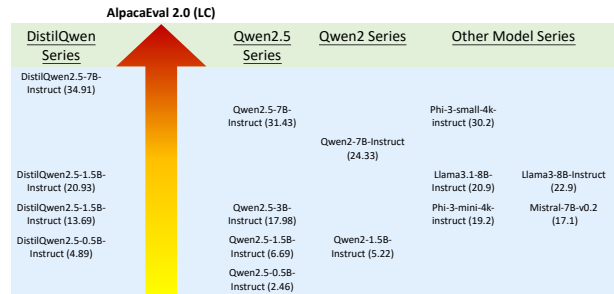 AlpacaEval 2.0 (LC)
DistilQwen
Series
Qwen2.5
Series
Qwen2 Series
Other Model Series
DistilQwen2.5-7B-
Instruct (34.91)
Qwen2.5-7B-
Instruct (31.43)
Phi-3-small-4k-
instruct (30.2)
Qwen2-7B-Instruct
(24.33)
DistilQwen2.5-1.5B-
Instruct (20.93)
Llama3.1-8B-
Instruct (20.9)
Llama3-8B-Instruct
(22.9)
DistilQwen2.5-1.5B-
Instruct (13.69)
Qwen2.5-3B-
Instruct (17.98)
Phi-3-mini-4k-
instruct (19.2)
Mistral-7B-v0.2
(17.1)
DistilQwen2.5-0.5B-
Instruct (4.89)
Qwen2.5-1.5B-
Instruct (6.69)
Qwen2-1.5B-
Instruct (5.22)
Qwen2.5-0.5B-
Instruct (2.46)